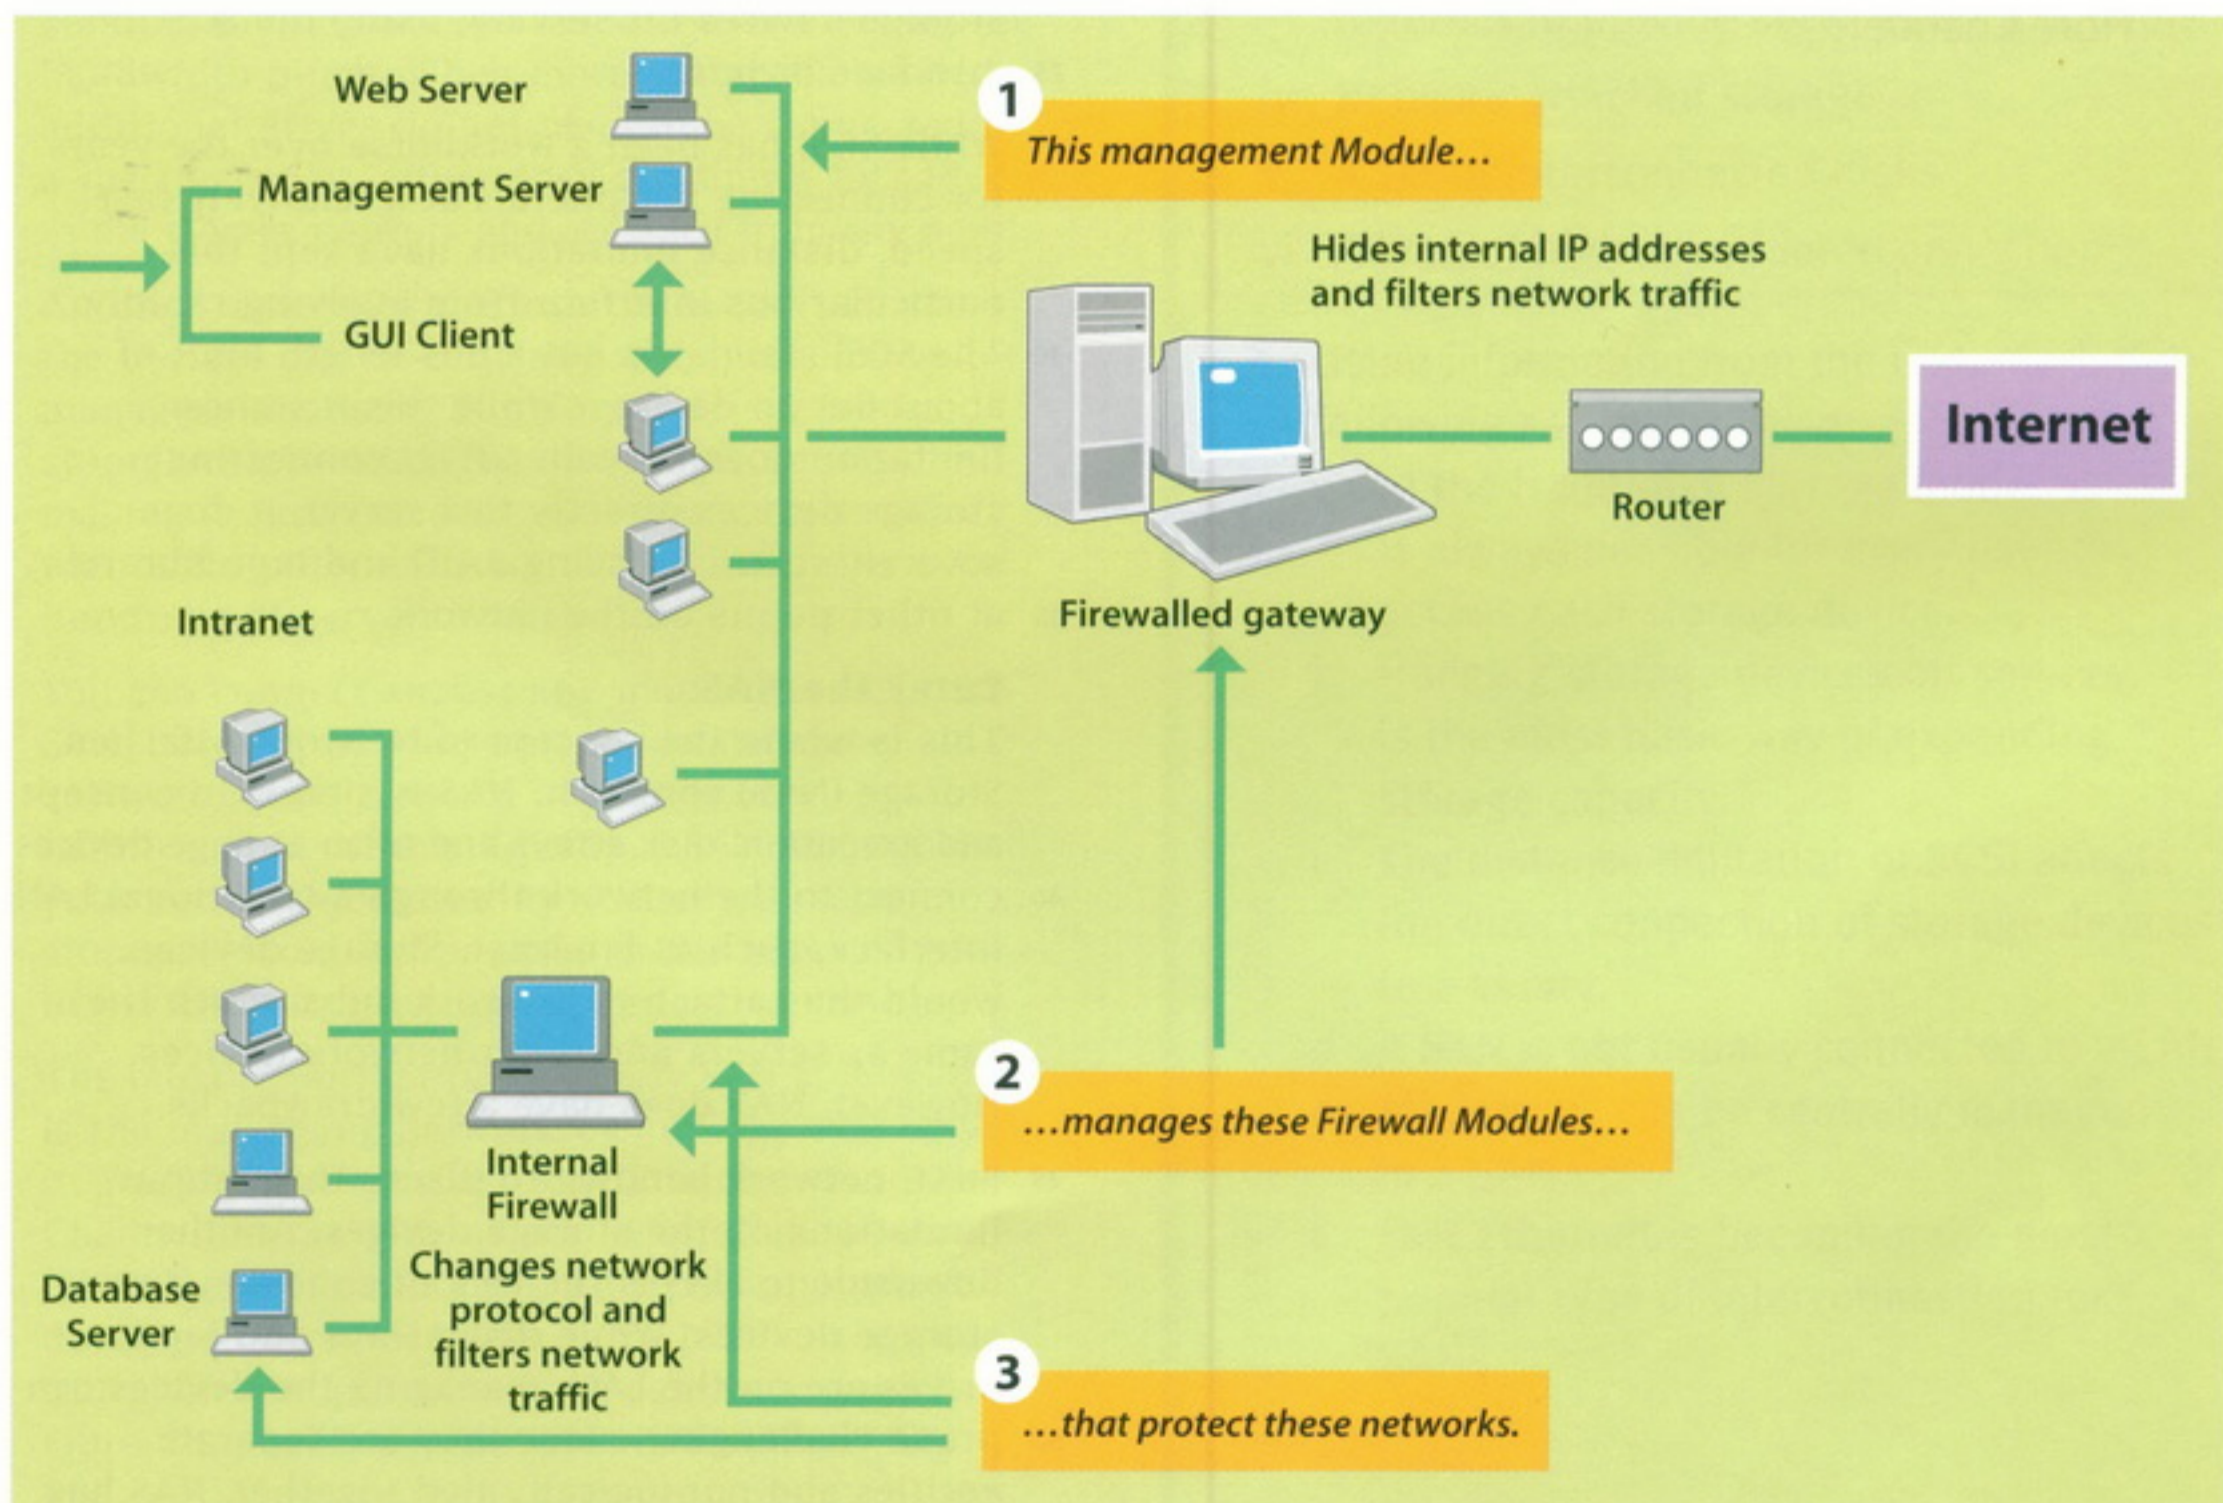 Web Server
1
This management Module...
Management Server
Hides internal IP addresses
and filters network traffic
GUI Client
Internet
Router
Firewalled gateway
Intranet
2
...manages these Firewall Modules...
Internal
Firewall
Changes network
protocol and
filters network
traffic
Database
Server
3
...that protect these networks.